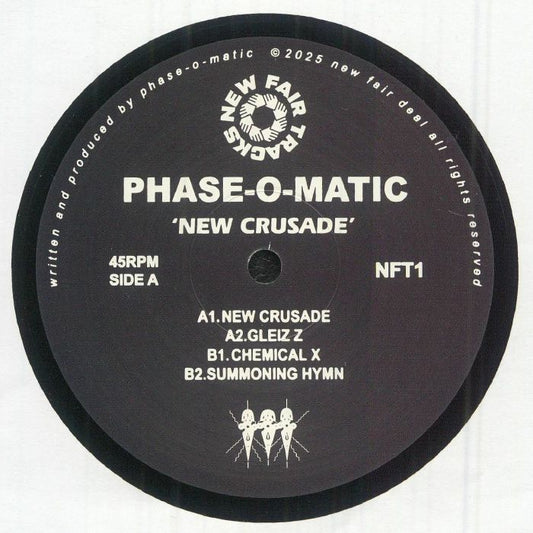 written and produced by phase-o-matic ©2025 new fair deal all rights reserved
NEW FAIR TRACKS
PHASE-O-MATIC
'NEW CRUSADE'
45RPM
SIDE A
NFT1
A1.NEW CRUSADE
A2.GLEIZ Z
B1.CHEMICAL X
B2.SUMMONING HYMN